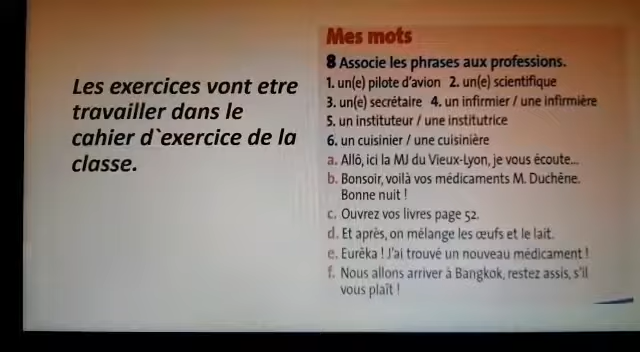 Les exercices vont etre
travailler dans le
cahier d`exercice de la
classe.
Mes mots
8 Associe les phrases aux professions.
1. un(e) pilote d'avion 2. un(e) scientifique
3. un(e) secrétaire 4. un infirmier / une infirmière
5. un instituteur / une institutrice
6. un cuisinier / une cuisinière
a. Allô, ici la MJ du Vieux-Lyon, je vous écoute...
b. Bonsoir, voilà vos médicaments M. Duchêne.
Bonne nuit !
c. Ouvrez vos livres page 52.
d. Et après, on mélange les œufs et le lait.
e. Eurêka ! J'ai trouvé un nouveau médicament !
f. Nous allons arriver à Bangkok, restez assis, s'il
vous plaît !